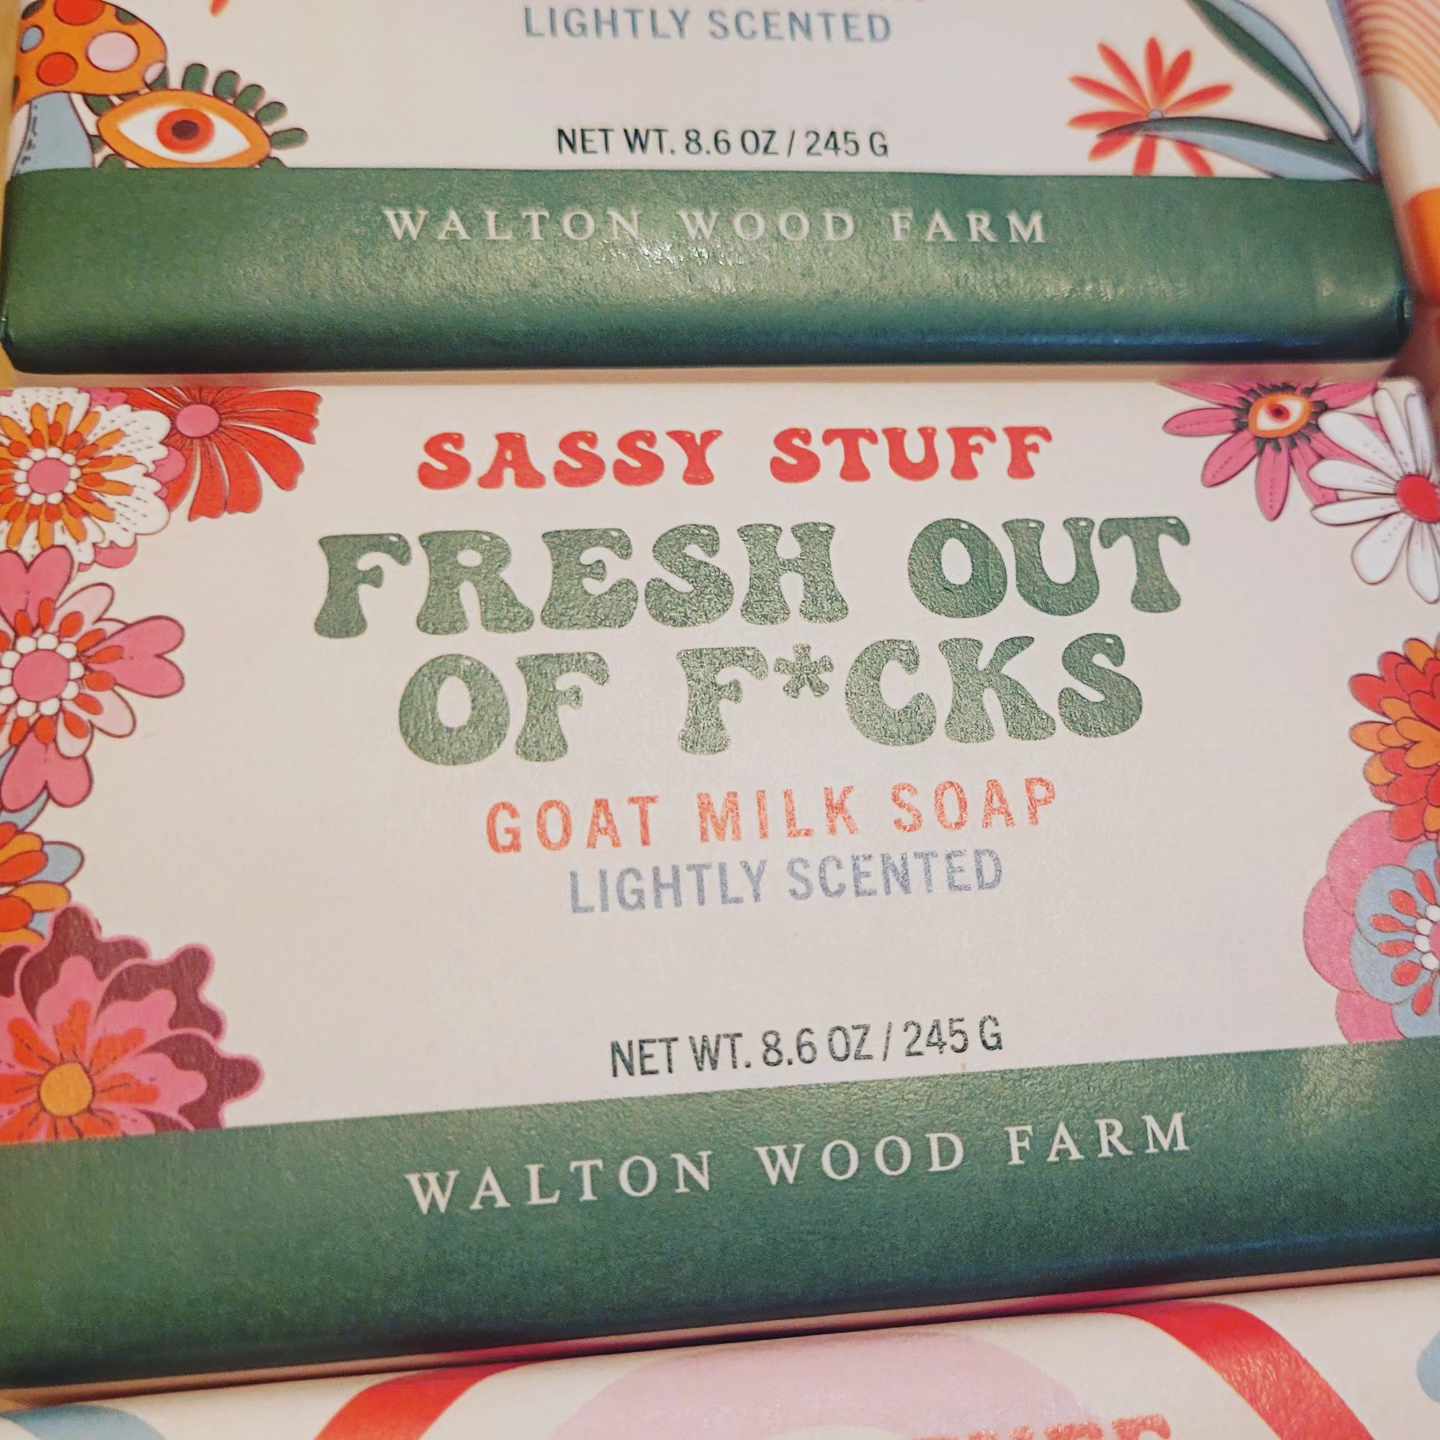 LIGHTLY SCENTED
NET WT. 8.6 OZ / 245 G
WALTON WOOD FARM
SASSY STUFF
FRESH OUT
OF F*CKS
GOAT MILK SOAP
LIGHTLY SCENTED
NET WT. 8.6 OZ / 245 G
WALTON WOOD FARM